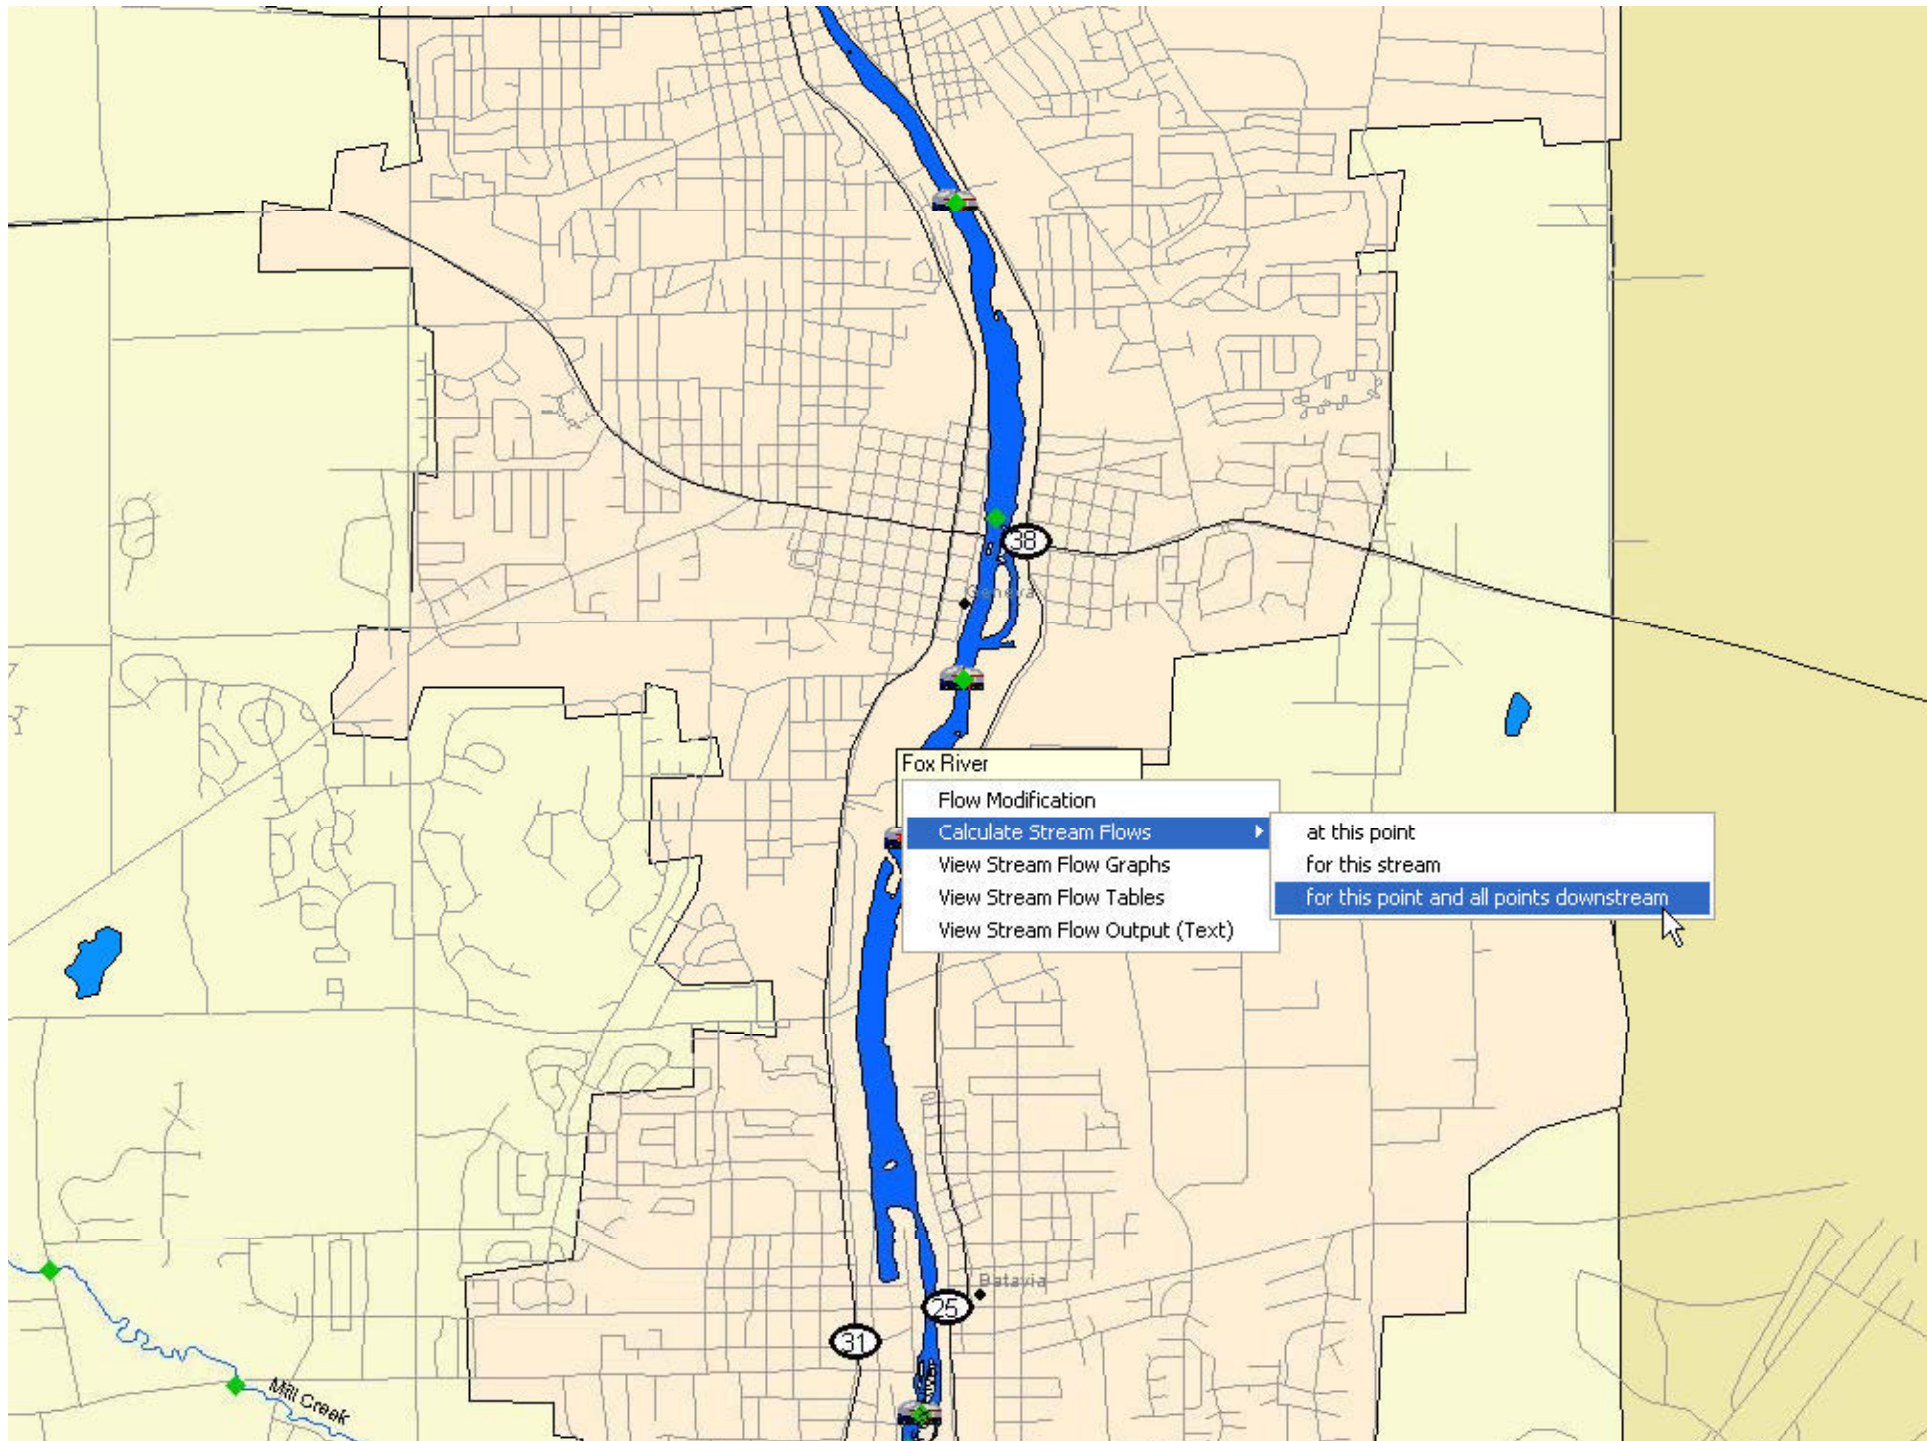 38
Geneva
Fox River
Flow Modification
Calculate Stream Flows
at this point
View Stream Flow Graphs
for this stream
View Stream Flow Tables
for this point and all points downstream
View Stream Flow Output (Text)
Batavia
25
31
Mill Creek